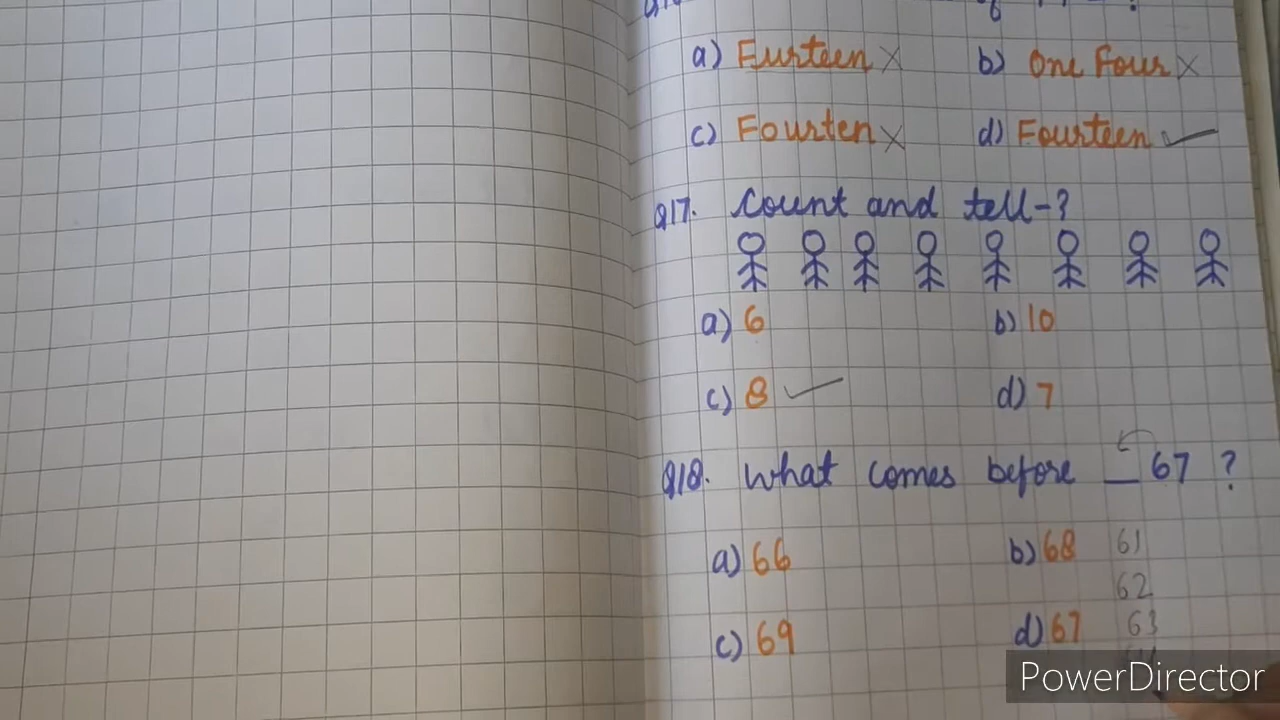 a) Eurteen × b) One Four ×
c) Fourten × d) Fourteen ✓
Q17. Count and tell-?
a) 6 b) 10
c) 8 ✓ d) 7
Q18. What comes before _ 67 ?
a) 66 b) 68 61
62
c) 69 d) 67 63
PowerDirector